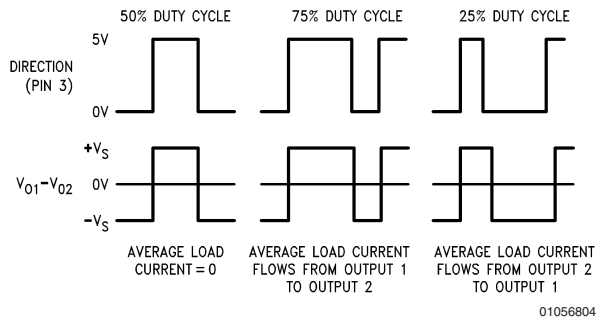 50% DUTY CYCLE
75% DUTY CYCLE
25% DUTY CYCLE
5V
DIRECTION
(PIN 3)
0V
+VS
VO1−VO2
0V
−VS
AVERAGE LOAD
CURRENT = 0
AVERAGE LOAD CURRENT
FLOWS FROM OUTPUT 1
TO OUTPUT 2
AVERAGE LOAD CURRENT
FLOWS FROM OUTPUT 2
TO OUTPUT 1
01056804